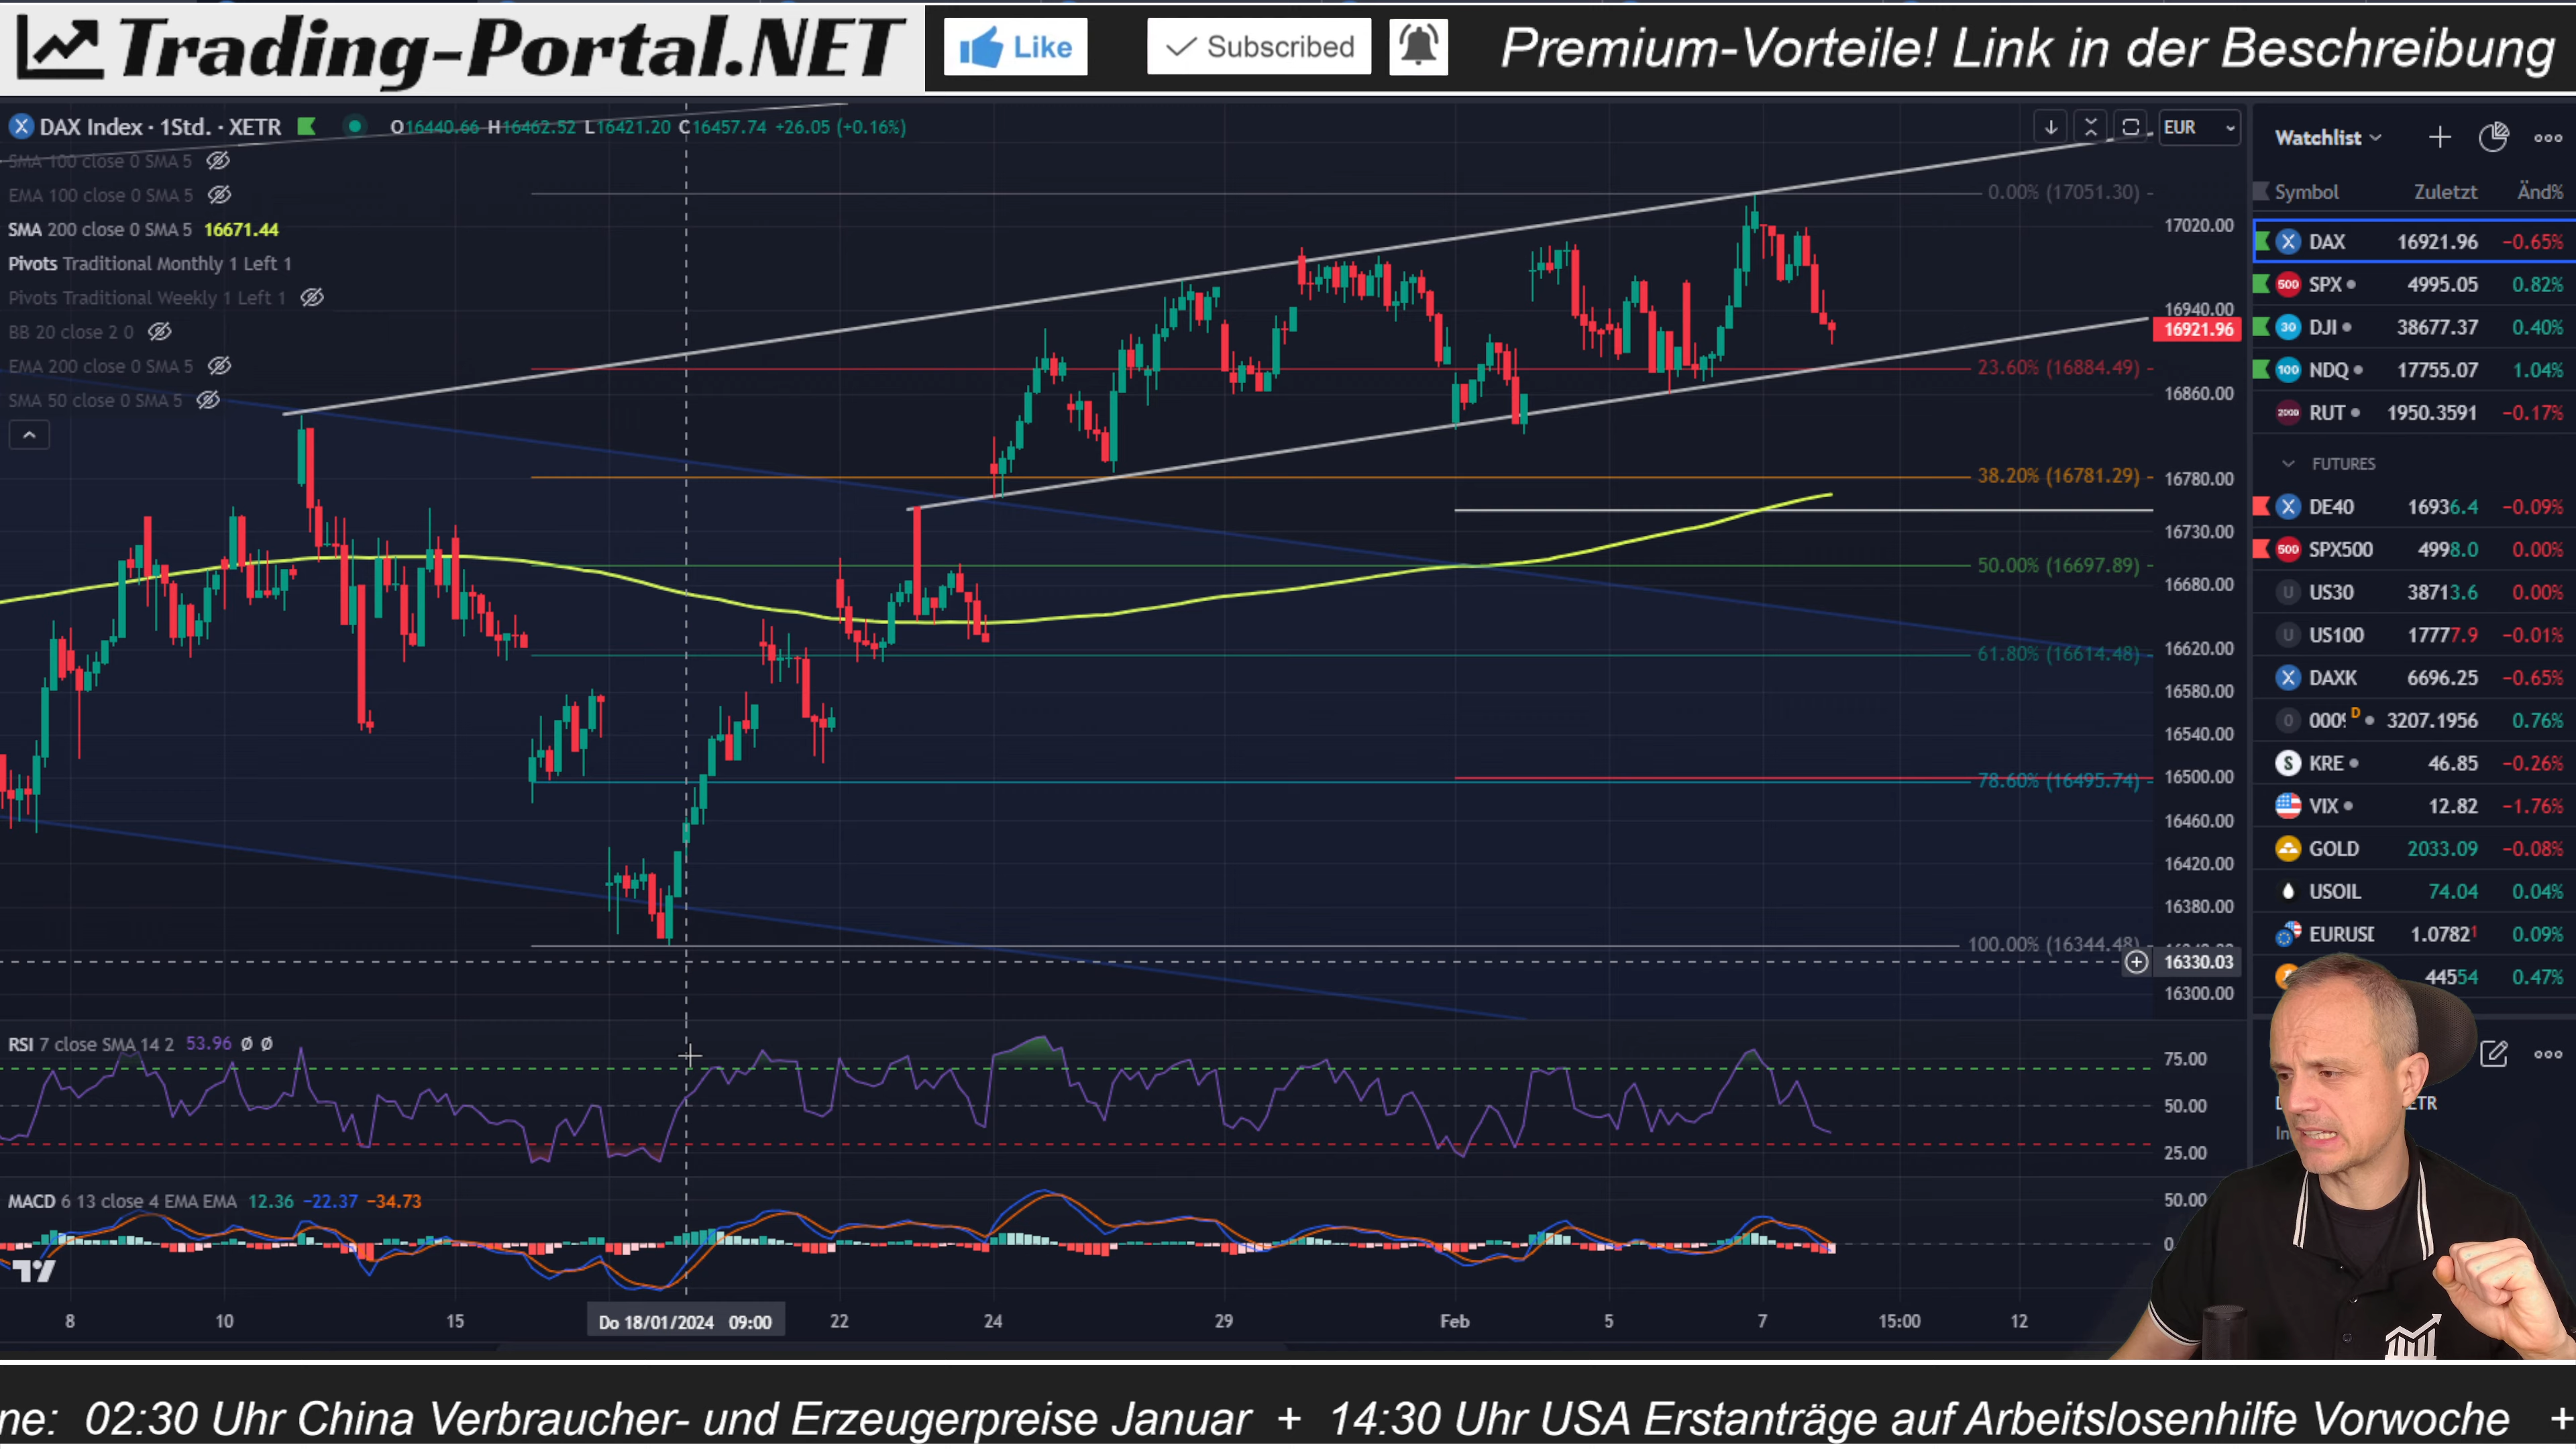 Trading-Portal.NET
Like
Subscribed
Premium-Vorteile! Link in der Beschreibung
DAX Index · 1Std. · XETR
O16440.66 H16462.52 L16421.20 C16457.74 +26.05 (+0.16%)
EUR
SMA 100 close 0 SMA 5
EMA 100 close 0 SMA 5
SMA 200 close 0 SMA 5 16671.44
Pivots Traditional Monthly 1 Left 1
Pivots Traditional Weekly 1 Left 1
BB 20 close 2 0
EMA 200 close 0 SMA 5
SMA 50 close 0 SMA 5
0.00% (17051.30)
23.60% (16884.49)
38.20% (16781.29)
50.00% (16697.89)
61.80% (16614.48)
78.60% (16495.74)
100.00% (16344.48)
17020.00
16940.00
16921.96
16860.00
16780.00
16730.00
16680.00
16620.00
16580.00
16540.00
16500.00
16460.00
16420.00
16380.00
16330.03
16300.00
RSI 7 close SMA 14 2 53.96 Ø Ø
75.00
50.00
25.00
MACD 6 13 close 4 EMA EMA 12.36 −22.37 −34.73
50.00
0
8 10 15 Do 18/01/2024 09:00 22 24 29 Feb 5 7 15:00 12
Watchlist
Symbol Zuletzt Änd%
DAX 16921.96 −0.65%
500 SPX 4995.05 0.82%
30 DJI 38677.37 0.40%
100 NDQ 17755.07 1.04%
2000 RUT 1950.3591 −0.17%
FUTURES
DE40 16936.4 −0.09%
500 SPX500 4998.0 0.00%
U US30 38713.6 0.00%
U US100 17777.9 −0.01%
DAXK 6696.25 −0.65%
0 000 D 3207.1956 0.76%
S KRE 46.85 −0.26%
VIX 12.82 −1.76%
GOLD 2033.09 −0.08%
USOIL 74.04 0.04%
EURUSD 1.07821 0.09%
44554 0.47%
ETR
In
ne: 02:30 Uhr China Verbraucher- und Erzeugerpreise Januar + 14:30 Uhr USA Erstanträge auf Arbeitslosenhilfe Vorwoche +